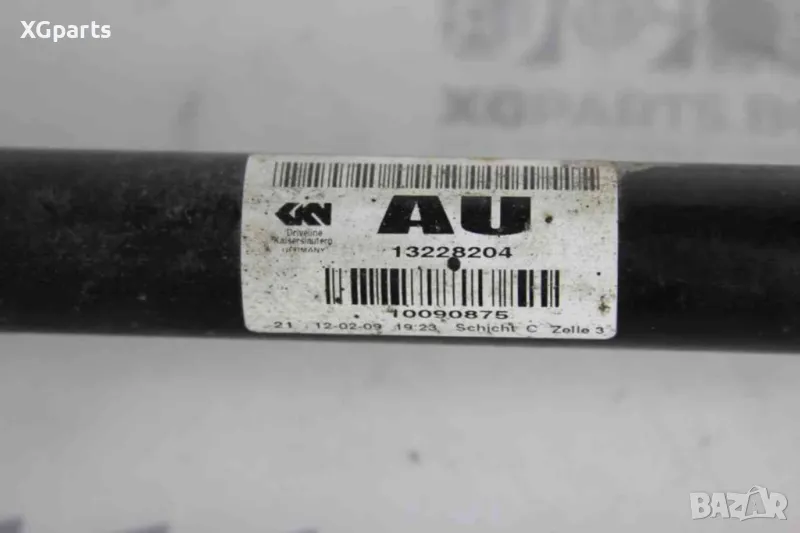 XGparts
XGPARTS.B
GKN
AU
Driveline
Kaiserslautern
GERMANY
13228204
10090875
21 12-02-09 19:23 Schicht C Zelle 3
BAZAR